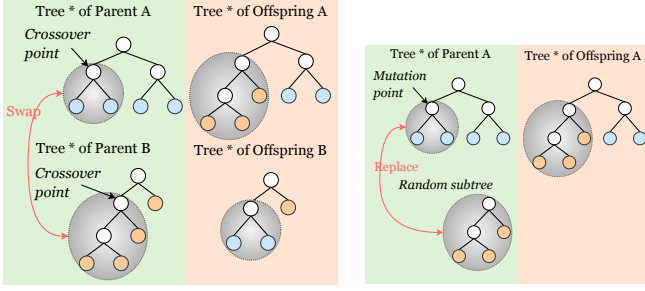 Tree * of Parent A
Tree * of Offspring A
Crossover
point
Swap
Tree * of Parent B
Tree * of Offspring B
Crossover
point
Tree * of Parent A
Tree * of Offspring A
Mutation
point
Replace
Random subtree